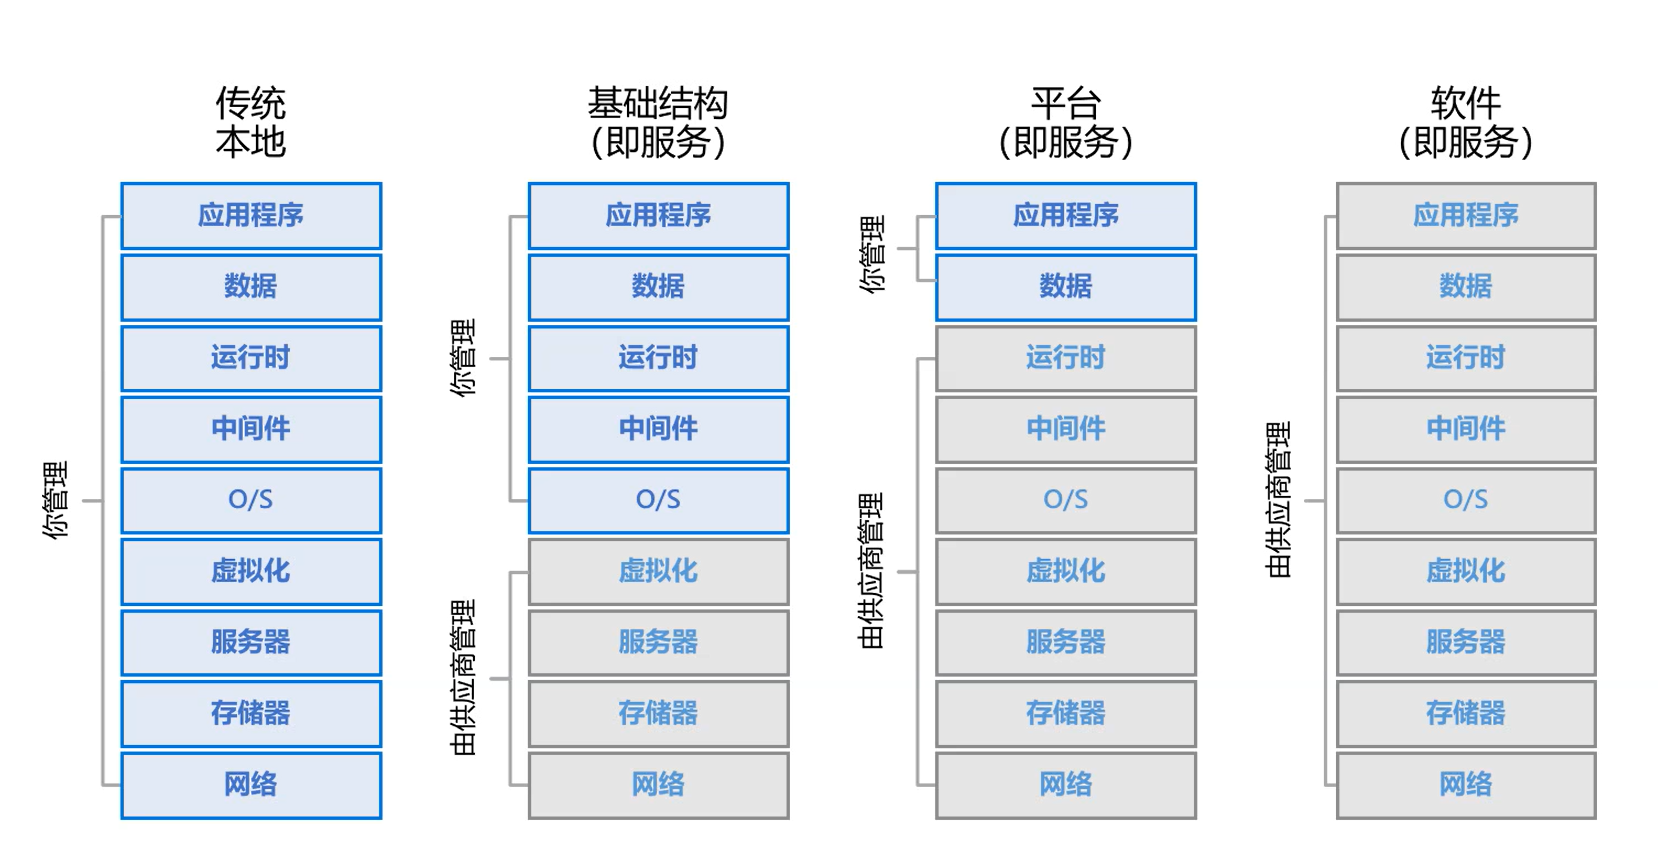 传统
本地
你管理
应用程序
数据
运行时
中间件
O/S
虚拟化
服务器
存储器
网络
基础结构
（即服务）
你管理
由供应商管理
应用程序
数据
运行时
中间件
O/S
虚拟化
服务器
存储器
网络
平台
（即服务）
你管理
由供应商管理
应用程序
数据
运行时
中间件
O/S
虚拟化
服务器
存储器
网络
软件
（即服务）
由供应商管理
应用程序
数据
运行时
中间件
O/S
虚拟化
服务器
存储器
网络